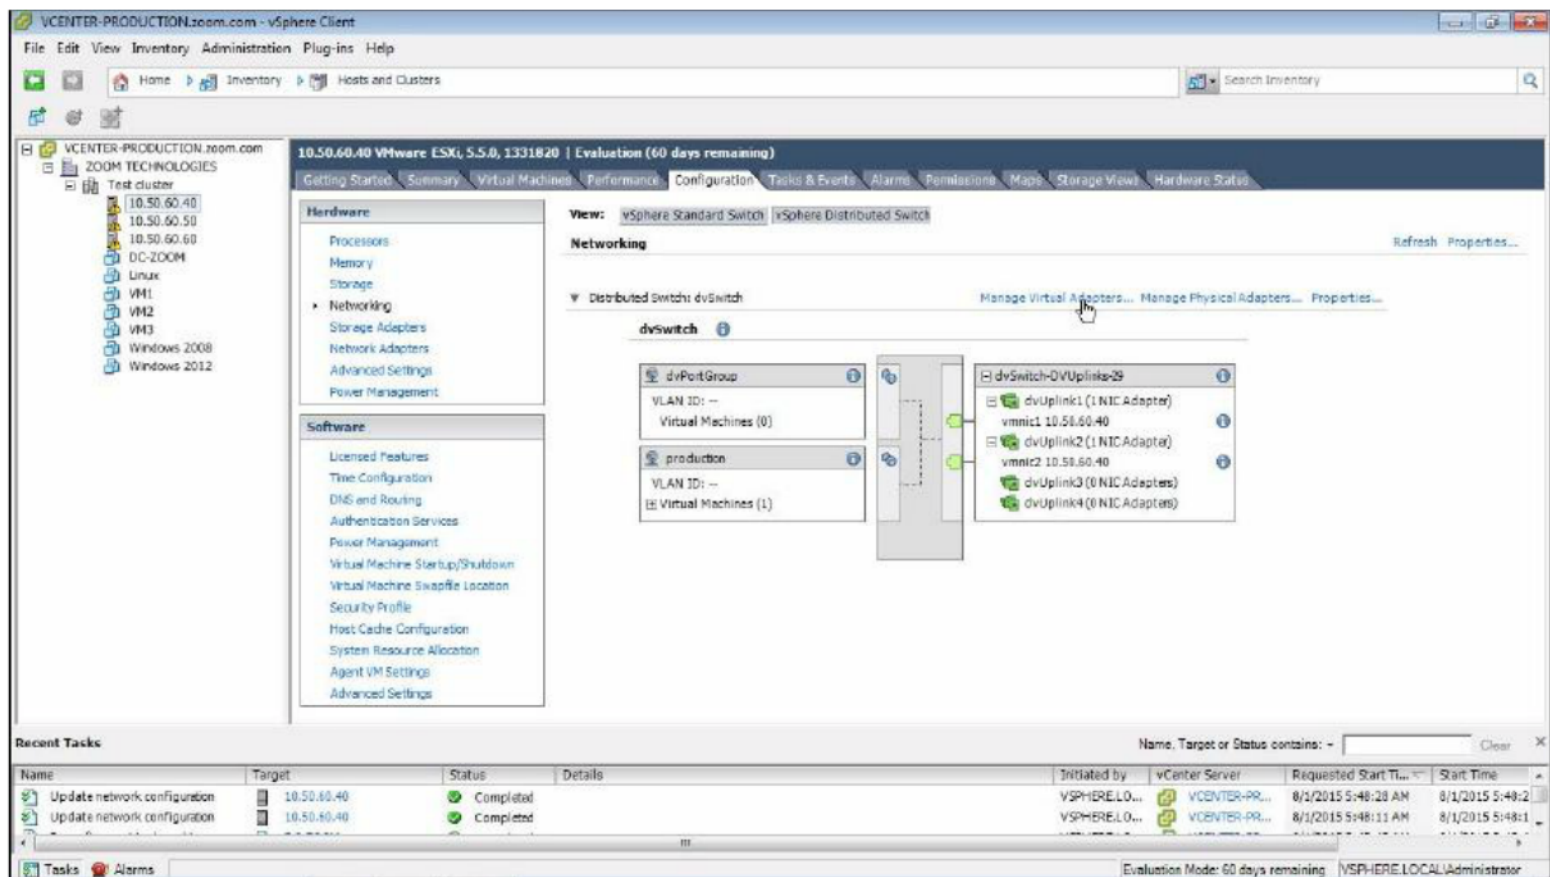 VCENTER-PRODUCTION.zoom.com - vSphere Client
File Edit View Inventory Administration Plug-ins Help
Home Inventory Hosts and Clusters
Search Inventory
VCENTER-PRODUCTION.zoom.com
ZOOM TECHNOLOGIES
Test cluster
10.50.60.40
10.50.60.50
10.50.60.60
DC-ZOOM
Linux
VM1
VM2
VM3
Windows 2008
Windows 2012
10.50.60.40 VMware ESXi, 5.5.0, 1331820 | Evaluation (60 days remaining)
Getting Started Summary Virtual Machines Performance Configuration Tasks & Events Alarms Permissions Maps Storage Views Hardware Status
Hardware
Processors
Memory
Storage
Networking
Storage Adapters
Network Adapters
Advanced Settings
Power Management
Software
Licensed Features
Time Configuration
DNS and Routing
Authentication Services
Power Management
Virtual Machine Startup/Shutdown
Virtual Machine Swapfile Location
Security Profile
Host Cache Configuration
System Resource Allocation
Agent VM Settings
Advanced Settings
View: vSphere Standard Switch vSphere Distributed Switch
Networking
Refresh Properties...
Distributed Switch: dvSwitch
Manage Virtual Adapters... Manage Physical Adapters... Properties...
dvSwitch
dvPortGroup
VLAN ID: --
Virtual Machines (0)
production
VLAN ID: --
Virtual Machines (1)
dvSwitch-DVUplinks-29
dvUplink1 (1 NIC Adapter)
vmnic1 10.50.60.40
dvUplink2 (1 NIC Adapter)
vmnic2 10.50.60.40
dvUplink3 (0 NIC Adapters)
dvUplink4 (0 NIC Adapters)
Recent Tasks
Name, Target or Status contains:
Clear
Name Target Status Details Initiated by vCenter Server Requested Start Ti... Start Time
Update network configuration 10.50.60.40 Completed VSPHERE.LO... VCENTER-PR... 8/1/2015 5:48:28 AM 8/1/2015 5:48:2
Update network configuration 10.50.60.40 Completed VSPHERE.LO... VCENTER-PR... 8/1/2015 5:48:11 AM 8/1/2015 5:48:1
Tasks Alarms
Evaluation Mode: 60 days remaining VSPHERE.LOCAL\Administrator